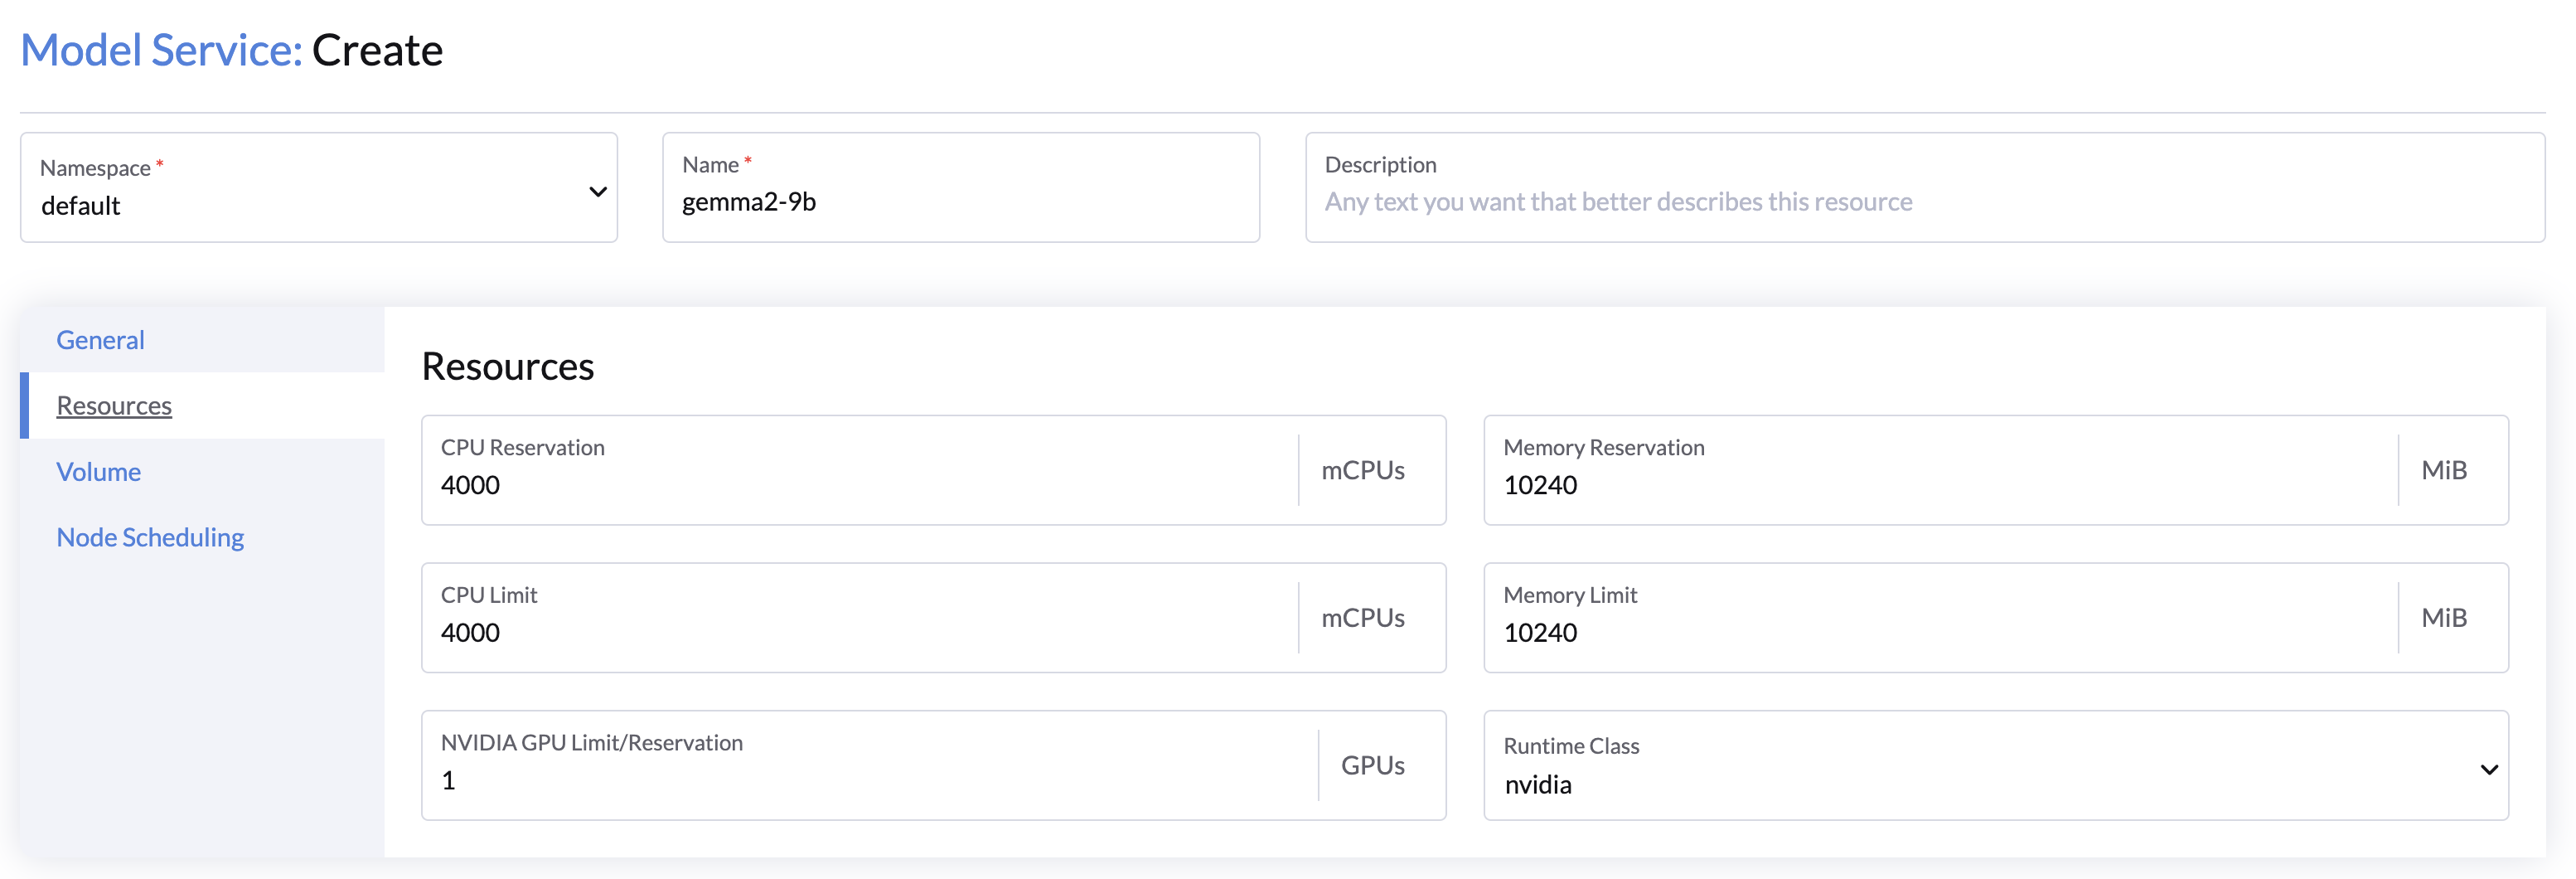 Model Service: Create
Namespace *
default
Name *
gemma2-9b
Description
Any text you want that better describes this resource
General
Resources
Volume
Node Scheduling
Resources
CPU Reservation
4000
mCPUs
Memory Reservation
10240
MiB
CPU Limit
4000
mCPUs
Memory Limit
10240
MiB
NVIDIA GPU Limit/Reservation
1
GPUs
Runtime Class
nvidia